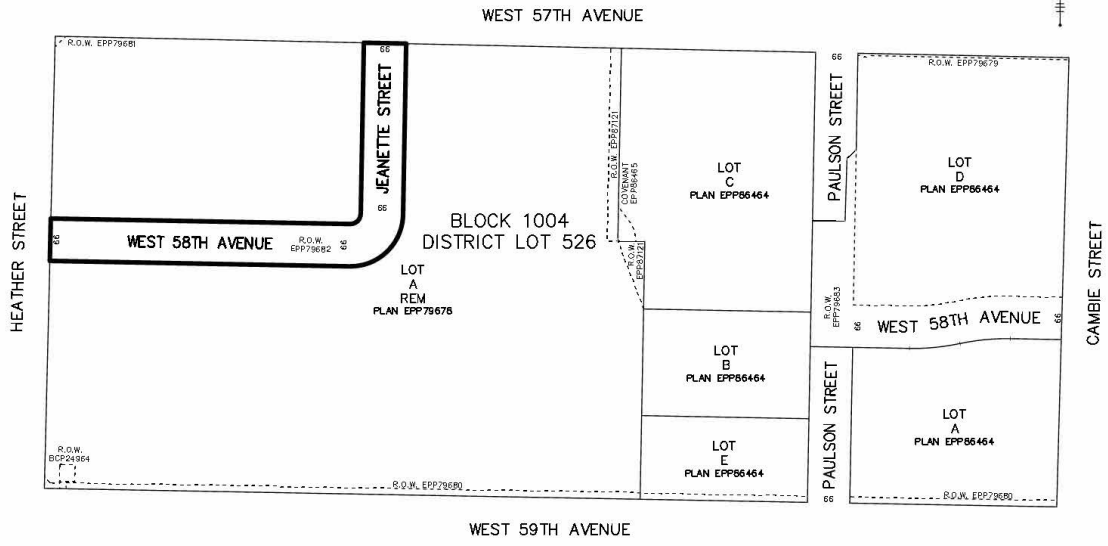 WEST 57TH AVENUE
R.O.W. EPP79681
66
JEANETTE STREET
66
66
WEST 58TH AVENUE
R.O.W.
EPP79682
66
HEATHER STREET
BLOCK 1004
DISTRICT LOT 526
LOT
A
REM
PLAN EPP79678
R.O.W. EPP87121
COVENANT
EPP86465
R.O.W.
EPP87121
LOT
C
PLAN EPP86464
LOT
B
PLAN EPP86464
LOT
E
PLAN EPP86464
66
PAULSON STREET
R.O.W. EPP79679
LOT
D
PLAN EPP86464
R.O.W.
EPP79683
66
WEST 58TH AVENUE
66
CAMBIE STREET
PAULSON STREET
66
LOT
A
PLAN EPP86464
R.O.W. EPP79680
R.O.W.
BCP24964
R.O.W. EPP79680
WEST 59TH AVENUE